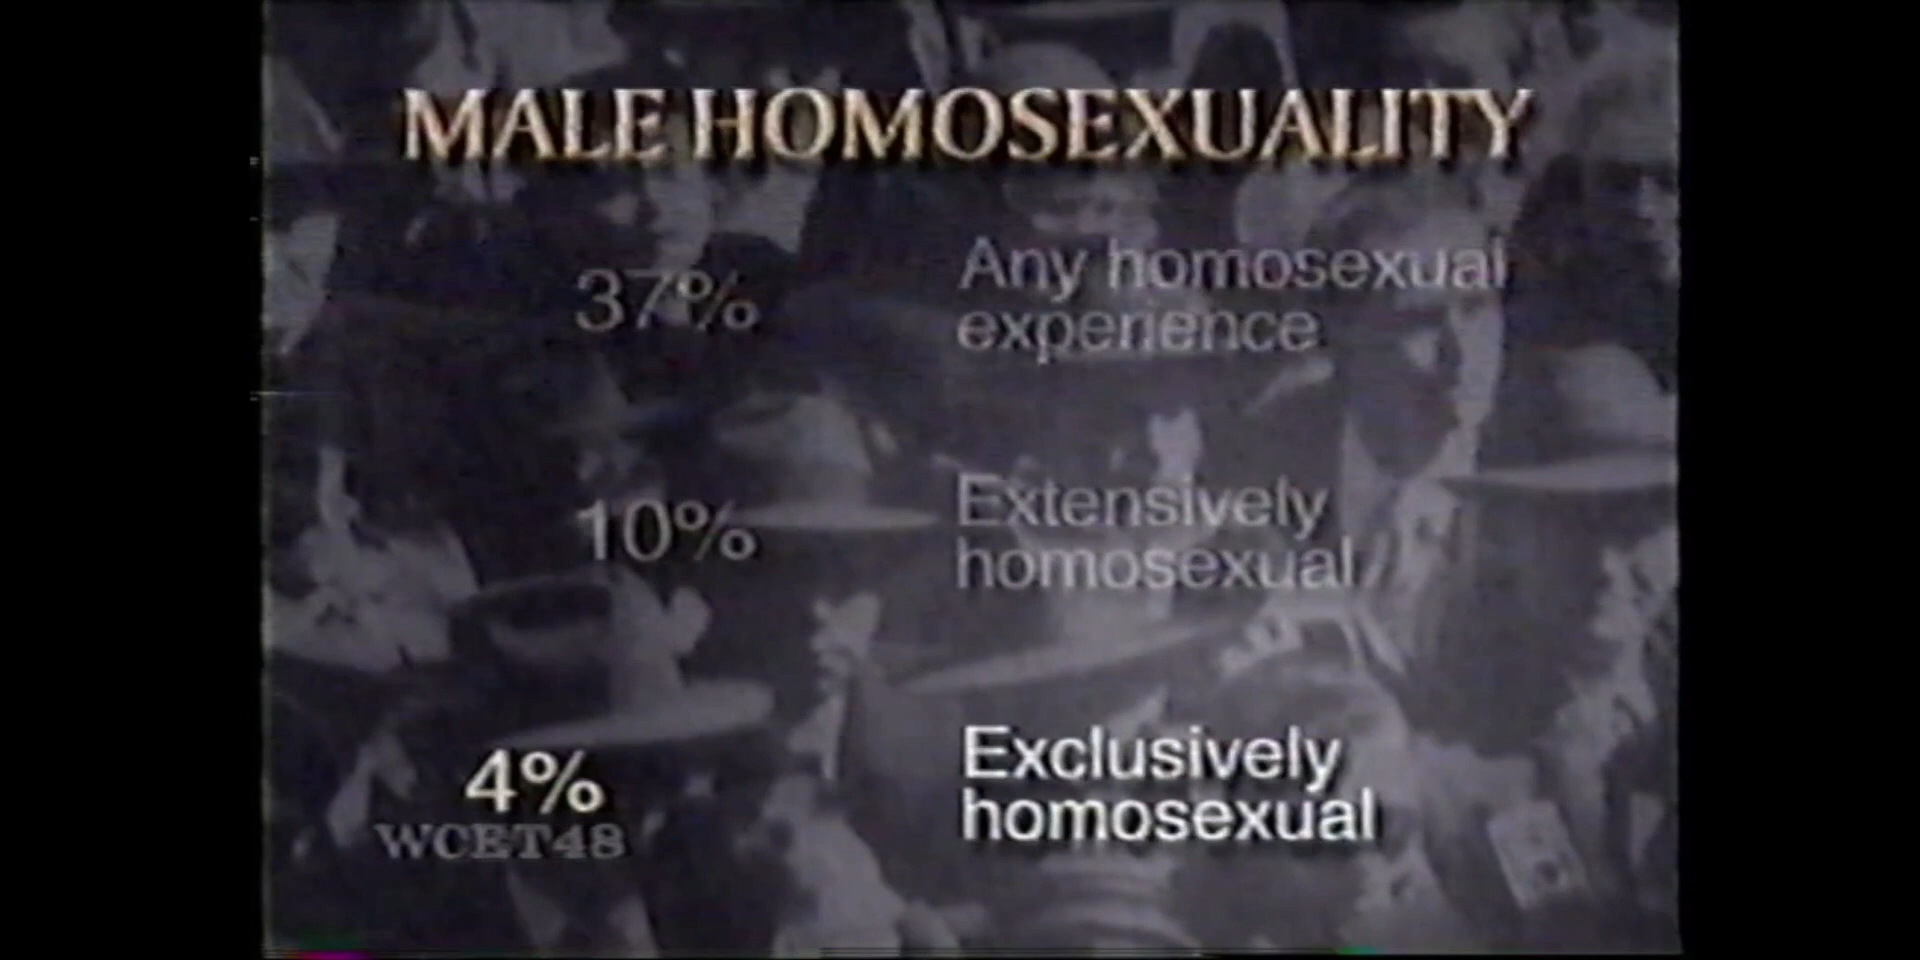 MALE HOMOSEXUALITY
37%
Any homosexual
experience
10%
Extensively
homosexual
4%
Exclusively
homosexual
WCET48